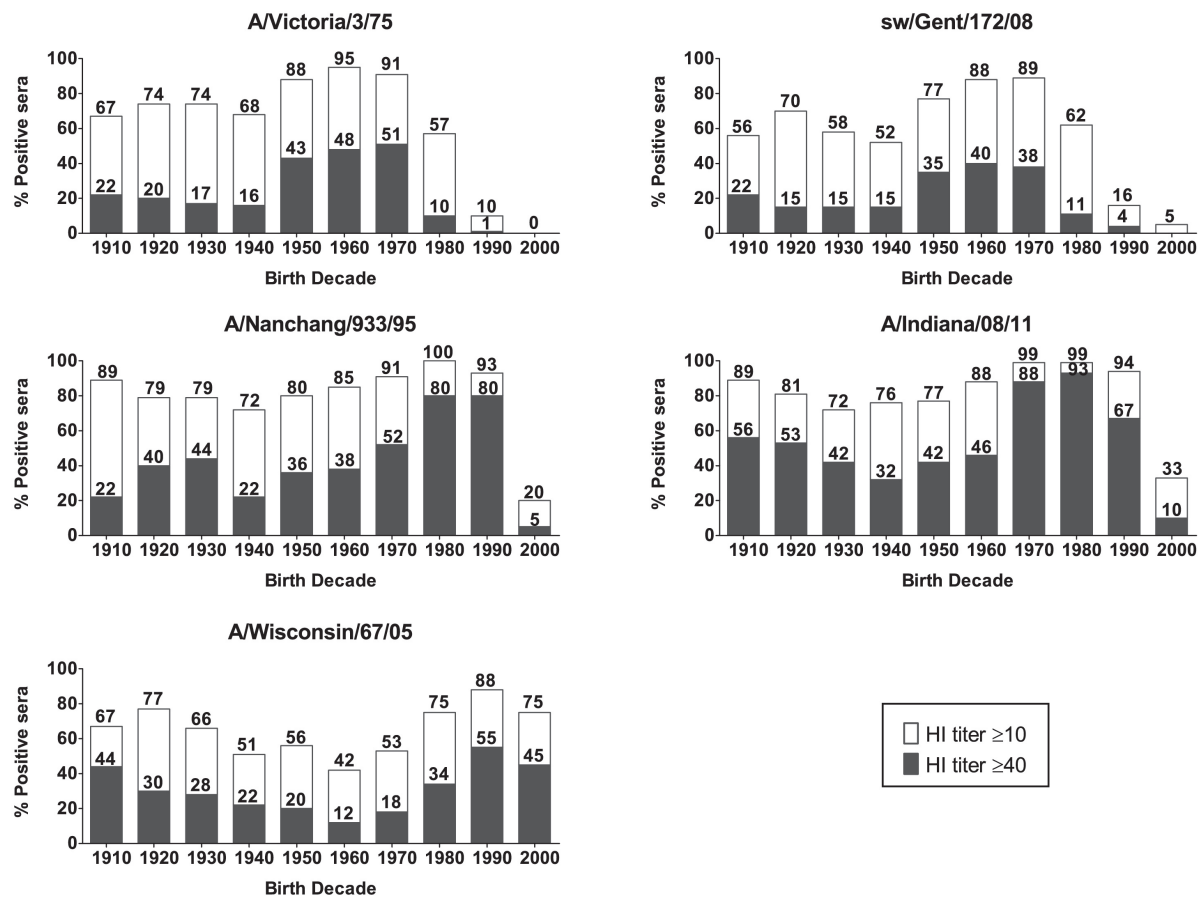 A/Victoria/3/75
% Positive sera
100
80
60
40
20
0
67 74 74 68 88 95 91 57 10 0
22 20 17 16 43 48 51 10 1
1910 1920 1930 1940 1950 1960 1970 1980 1990 2000
Birth Decade
sw/Gent/172/08
% Positive sera
100
80
60
40
20
0
56 70 58 52 77 88 89 62 16 5
22 15 15 15 35 40 38 11 4
1910 1920 1930 1940 1950 1960 1970 1980 1990 2000
Birth Decade
A/Nanchang/933/95
% Positive sera
100
80
60
40
20
0
89 79 79 72 80 85 91 100 93 20
22 40 44 22 36 38 52 80 80 5
1910 1920 1930 1940 1950 1960 1970 1980 1990 2000
Birth Decade
A/Indiana/08/11
% Positive sera
100
80
60
40
20
0
89 81 72 76 77 88 99 99 94 33
56 53 42 32 42 46 88 93 67 10
1910 1920 1930 1940 1950 1960 1970 1980 1990 2000
Birth Decade
A/Wisconsin/67/05
% Positive sera
100
80
60
40
20
0
67 77 66 51 56 42 53 75 88 75
44 30 28 22 20 12 18 34 55 45
1910 1920 1930 1940 1950 1960 1970 1980 1990 2000
Birth Decade
HI titer ≥10
HI titer ≥40